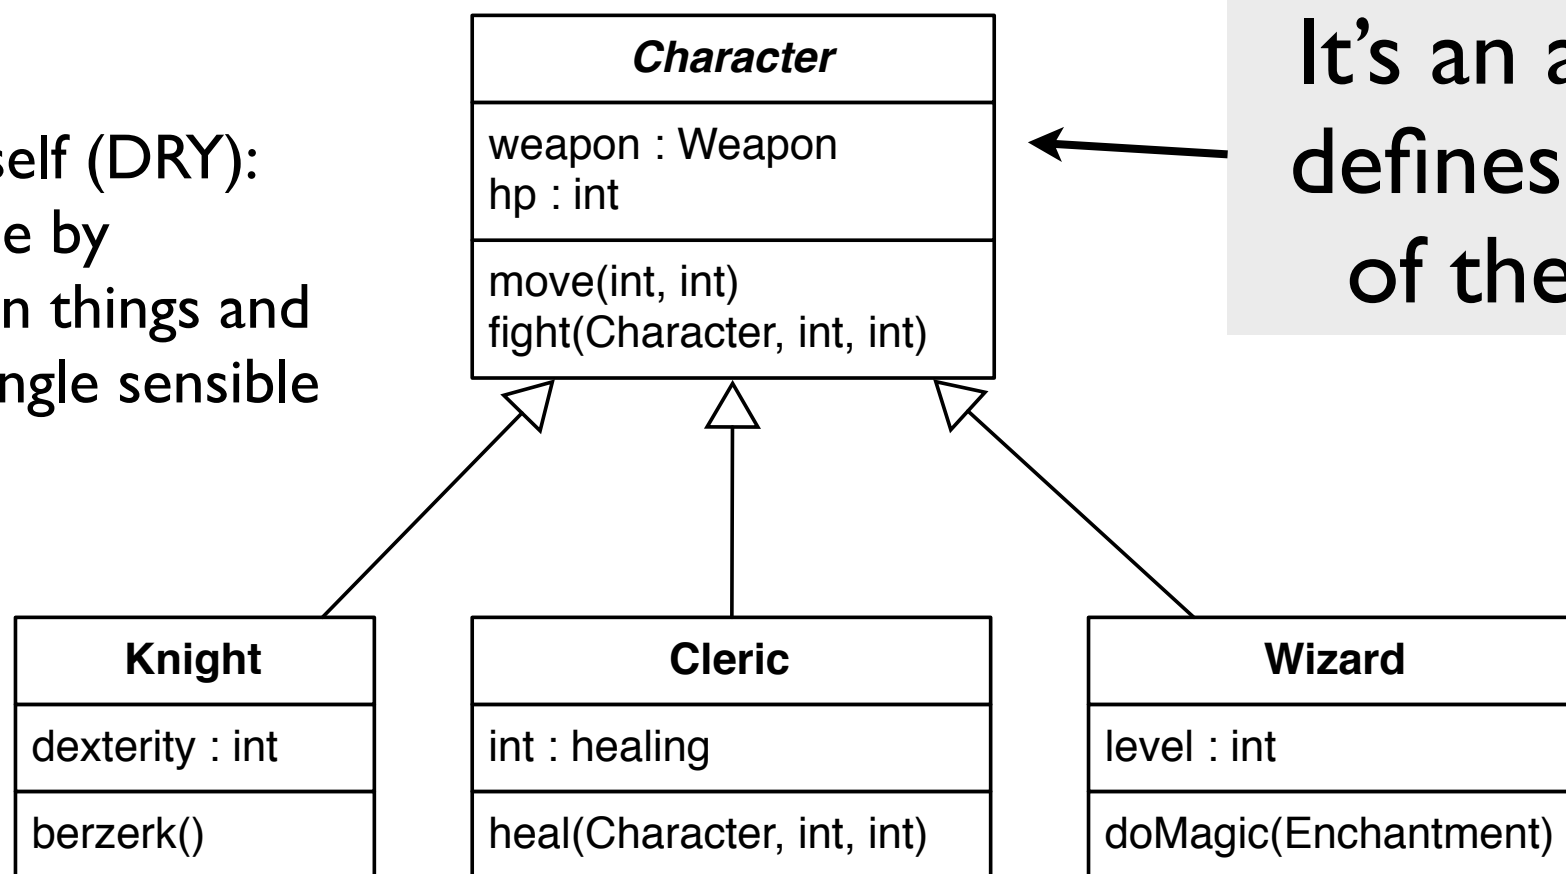 Character
weapon : Weapon
hp : int
move(int, int)
fight(Character, int, int)
self (DRY):
e by
n things and
ngle sensible
It's an a
defines
of the
Knight
dexterity : int
berzerk()
Cleric
int : healing
heal(Character, int, int)
Wizard
level : int
doMagic(Enchantment)